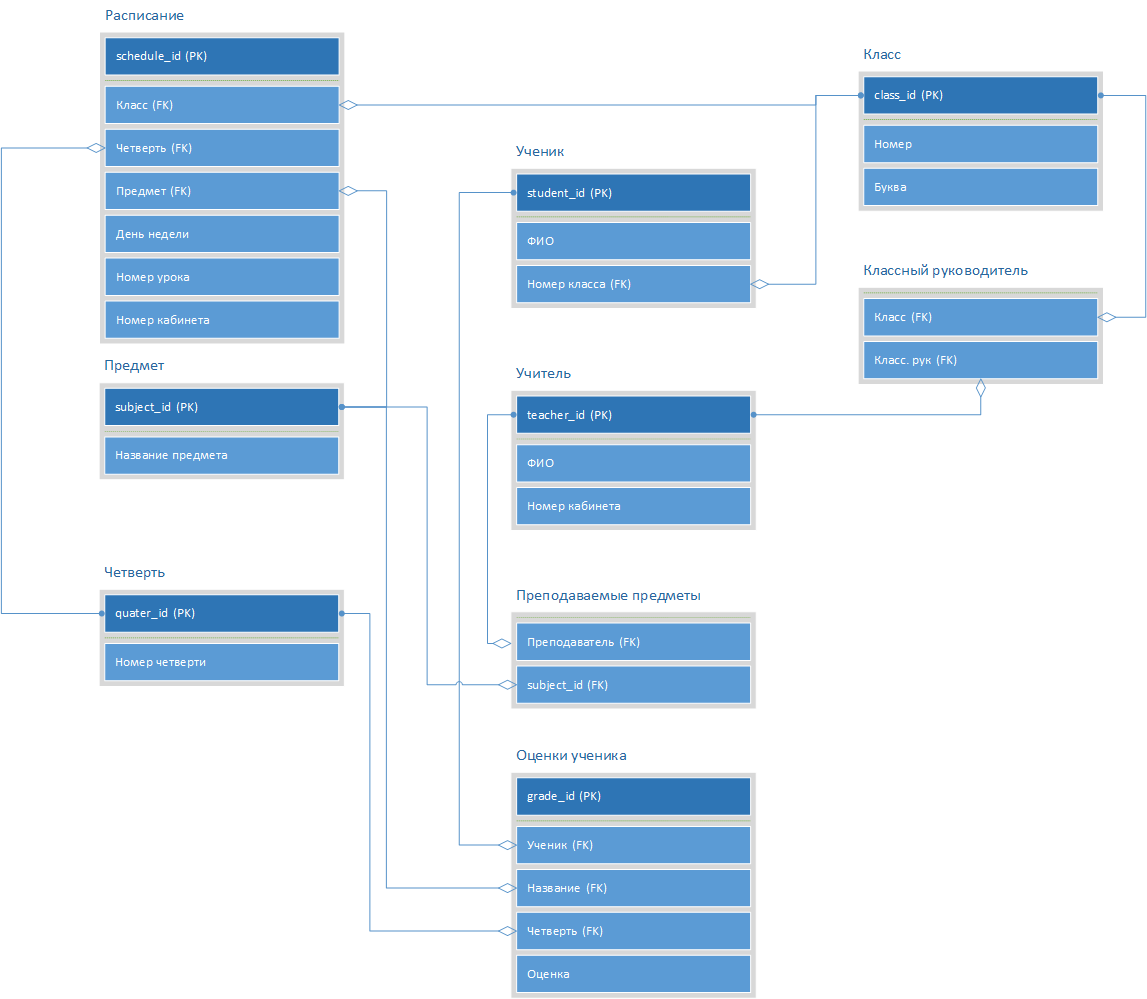 Расписание
schedule_id (PK)
Класс (FK)
Четверть (FK)
Предмет (FK)
День недели
Номер урока
Номер кабинета
Предмет
subject_id (PK)
Название предмета
Четверть
quater_id (PK)
Номер четверти
Ученик
student_id (PK)
ФИО
Номер класса (FK)
Учитель
teacher_id (PK)
ФИО
Номер кабинета
Преподаваемые предметы
Преподаватель (FK)
subject_id (FK)
Оценки ученика
grade_id (PK)
Ученик (FK)
Название (FK)
Четверть (FK)
Оценка
Класс
class_id (PK)
Номер
Буква
Классный руководитель
Класс (FK)
Класс. рук (FK)